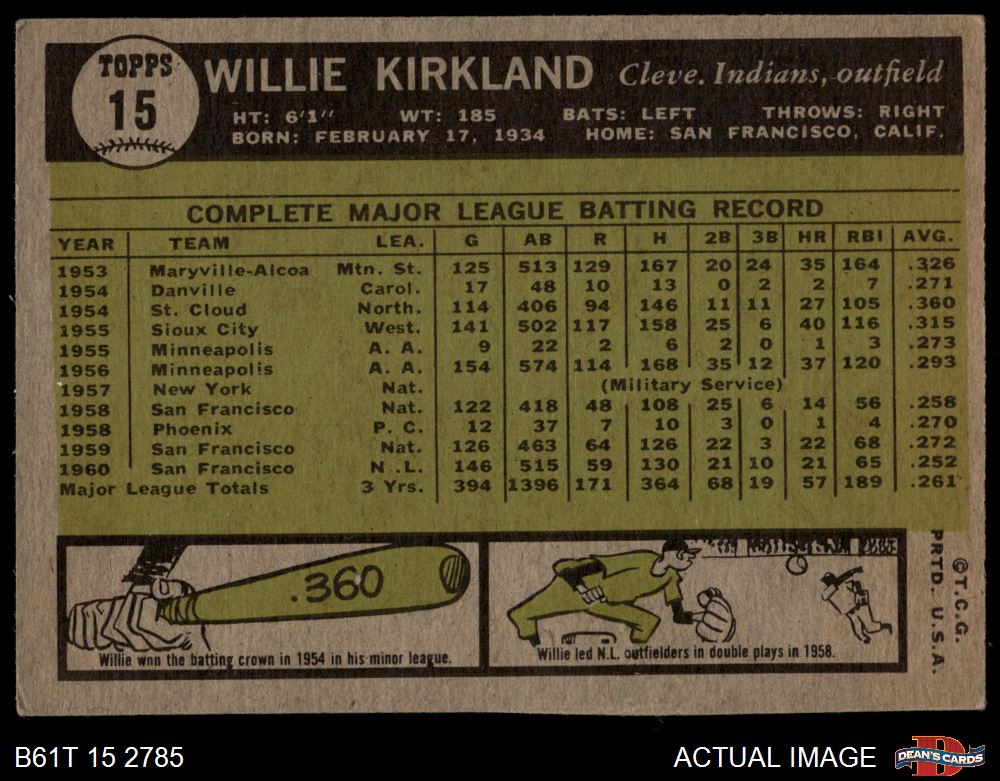 TOPPS
15
WILLIE KIRKLAND Cleve. Indians, outfield
HT: 6'1" WT: 185 BATS: LEFT THROWS: RIGHT
BORN: FEBRUARY 17, 1934 HOME: SAN FRANCISCO, CALIF.
COMPLETE MAJOR LEAGUE BATTING RECORD
YEAR TEAM LEA. G AB R H 2B 3B HR RBI AVG.
1953 Maryville-Alcoa Mtn. St. 125 513 129 167 20 24 35 164 .326
1954 Danville Carol. 17 48 10 13 0 2 2 7 .271
1954 St. Cloud North. 114 406 94 146 11 11 27 105 .360
1955 Sioux City West. 141 502 117 158 25 6 40 116 .315
1955 Minneapolis A. A. 9 22 2 6 2 0 1 3 .273
1956 Minneapolis A. A. 154 574 114 168 35 12 37 120 .293
1957 New York Nat. (Military Service)
1958 San Francisco Nat. 122 418 48 108 25 6 14 56 .258
1958 Phoenix P. C. 12 37 7 10 3 0 1 4 .270
1959 San Francisco Nat. 126 463 64 126 22 3 22 68 .272
1960 San Francisco N.L. 146 515 59 130 21 10 21 65 .252
Major League Totals 3 Yrs. 394 1396 171 364 68 19 57 189 .261
.360
Willie won the batting crown in 1954 in his minor league.
Willie led N.L. outfielders in double plays in 1958.
©T.C.G.
PRTD. U.S.A.
B61T 15 2785
ACTUAL IMAGE
D
DEAN'S CARDS